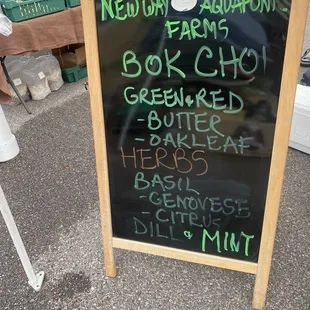 NEW WAY AQUAPONIC
FARMS
BOK CHOI
GREEN & RED
- BUTTER
- OAKLEAF
HERBS
BASIL
- GENOVESE
- CITRUS
DILL & MINT